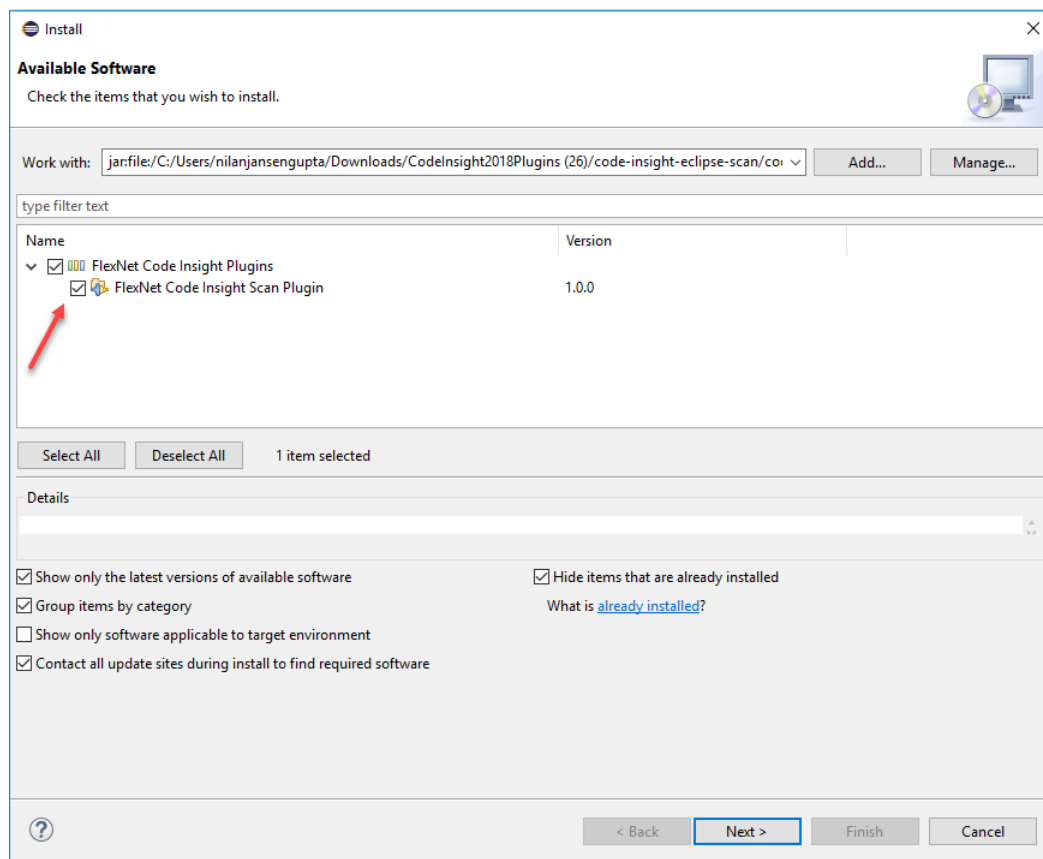 Install
Available Software
Check the items that you wish to install.
Work with: jar:file:/C:/Users/nilanjansengupta/Downloads/CodeInsight2018Plugins (26)/code-insight-eclipse-scan/co Add... Manage...
type filter text
Name Version
FlexNet Code Insight Plugins
FlexNet Code Insight Scan Plugin 1.0.0
Select All Deselect All 1 item selected
Details
Show only the latest versions of available software Hide items that are already installed
Group items by category What is already installed?
Show only software applicable to target environment
Contact all update sites during install to find required software
? < Back Next > Finish Cancel